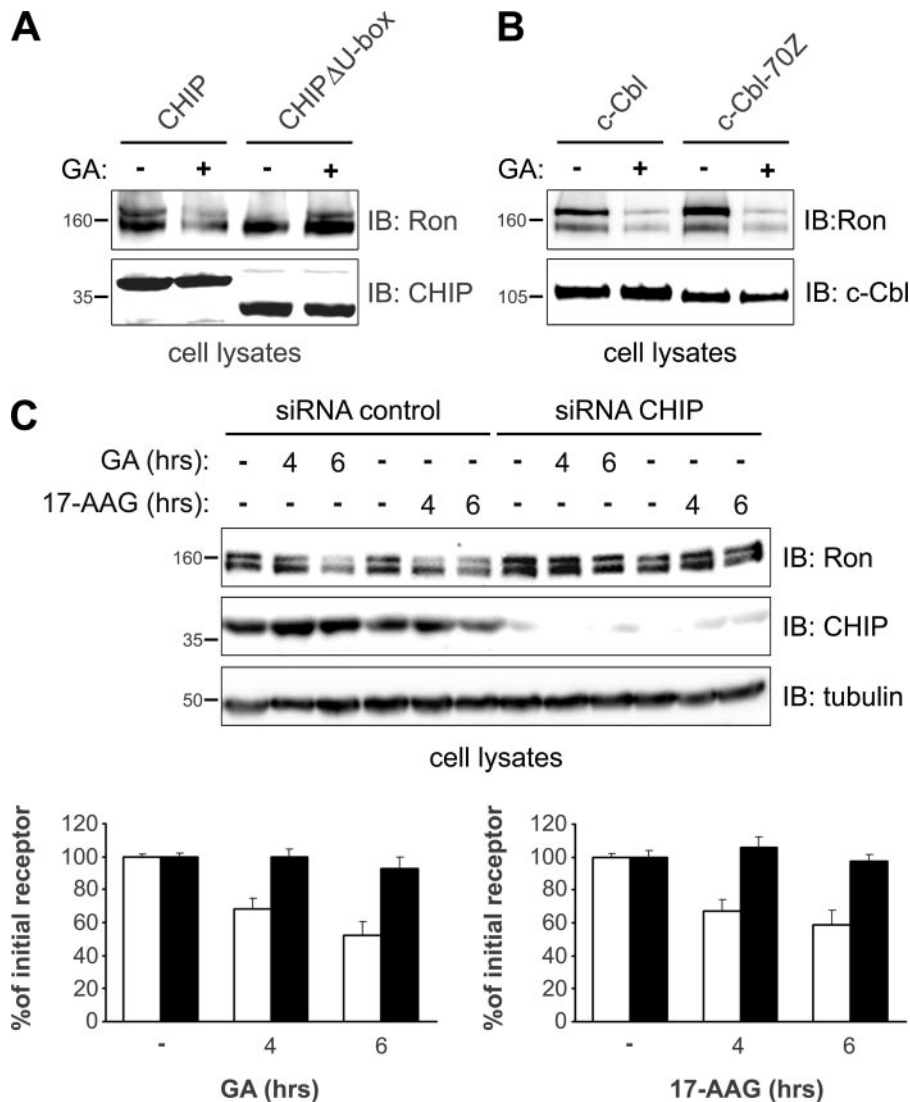 A
CHIP CHIPΔU-box
GA: - + - +
160 IB: Ron
35 IB: CHIP
cell lysates
B
c-Cbl c-Cbl-70Z
GA: - + - +
160 IB:Ron
105 IB: c-Cbl
cell lysates
C
siRNA control siRNA CHIP
GA (hrs): - 4 6 - - - - 4 6 - - -
17-AAG (hrs): - - - - 4 6 - - - - 4 6
160 IB: Ron
35 IB: CHIP
50 IB: tubulin
cell lysates
%of initial receptor
120
100
80
60
40
20
0
- 4 6
GA (hrs)
%of initial receptor
120
100
80
60
40
20
0
- 4 6
17-AAG (hrs)